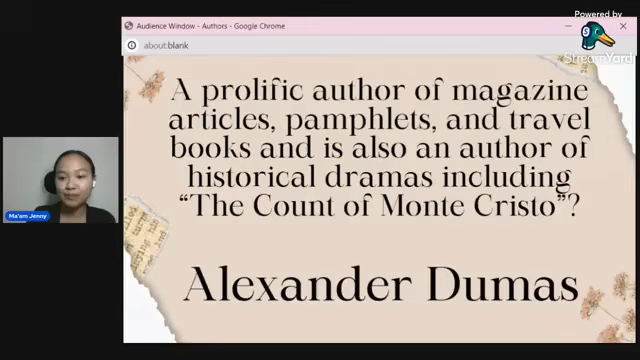 Powered by
StreamYard
Audience Window - Authors - Google Chrome
about:blank
A prolific author of magazine
articles, pamphlets, and travel
books and is also an author of
historical dramas including
“The Count of Monte Cristo”?
Alexander Dumas
Ma'am Jenny